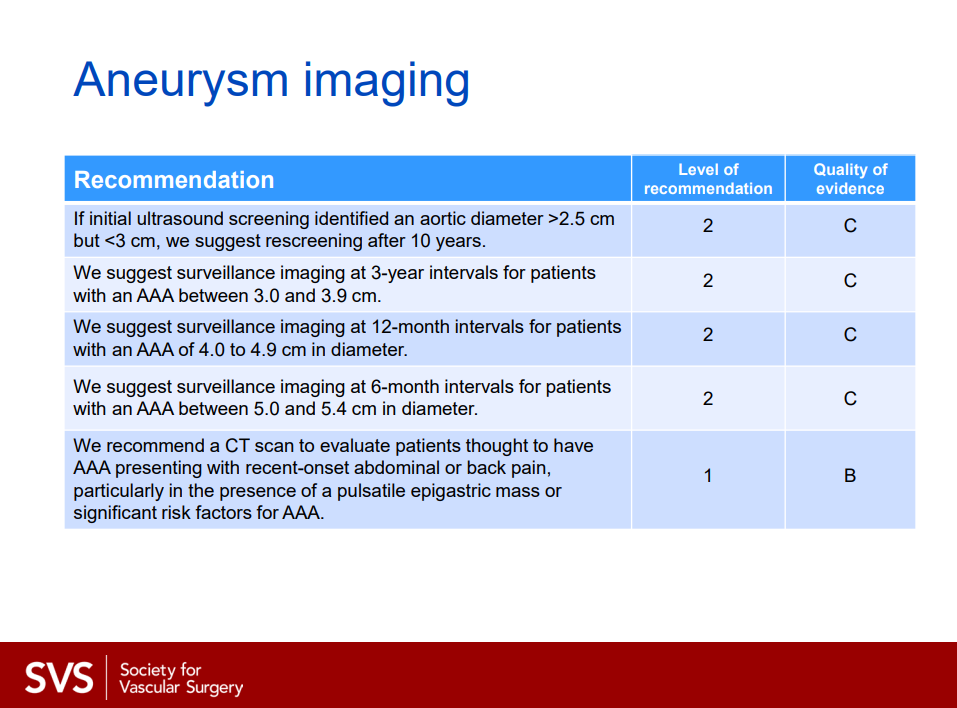 Aneurysm imaging
Recommendation
Level of
recommendation
Quality of
evidence
If initial ultrasound screening identified an aortic diameter >2.5 cm
but <3 cm, we suggest rescreening after 10 years.
2
C
We suggest surveillance imaging at 3-year intervals for patients
with an AAA between 3.0 and 3.9 cm.
2
C
We suggest surveillance imaging at 12-month intervals for patients
with an AAA of 4.0 to 4.9 cm in diameter.
2
C
We suggest surveillance imaging at 6-month intervals for patients
with an AAA between 5.0 and 5.4 cm in diameter.
2
C
We recommend a CT scan to evaluate patients thought to have
AAA presenting with recent-onset abdominal or back pain,
particularly in the presence of a pulsatile epigastric mass or
significant risk factors for AAA.
1
B
SVS
Society for
Vascular Surgery